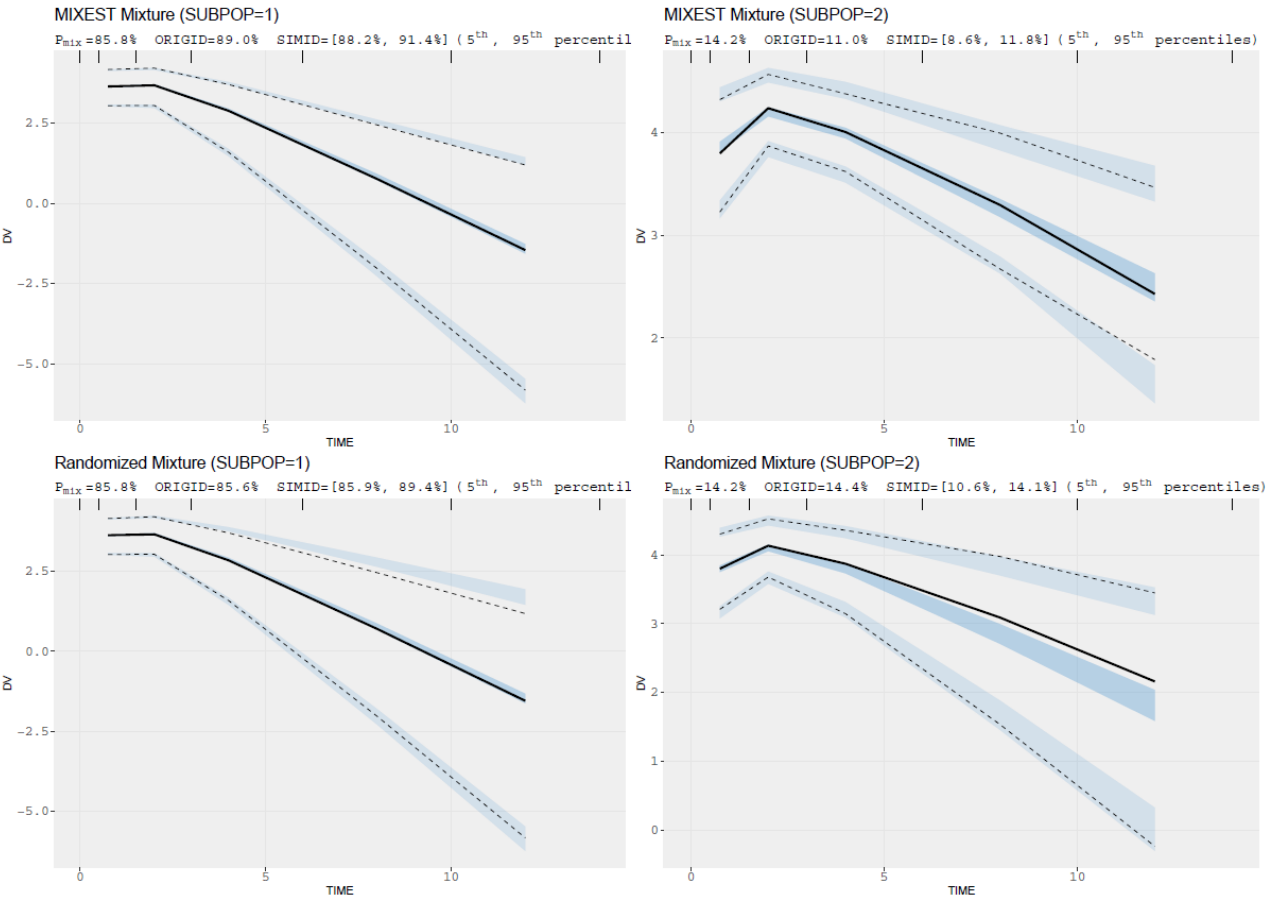 MIXEST Mixture (SUBPOP=1)
Pmix=85.8% ORIGID=89.0% SIMID=[88.2%, 91.4%] (5th, 95th percentil
2.5
0.0
−2.5
−5.0
DV
0 5 10
TIME
MIXEST Mixture (SUBPOP=2)
Pmix=14.2% ORIGID=11.0% SIMID=[8.6%, 11.8%] (5th, 95th percentiles)
4
3
2
DV
0 5 10
TIME
Randomized Mixture (SUBPOP=1)
Pmix=85.8% ORIGID=85.6% SIMID=[85.9%, 89.4%] (5th, 95th percentil
2.5
0.0
−2.5
−5.0
DV
0 5 10
TIME
Randomized Mixture (SUBPOP=2)
Pmix=14.2% ORIGID=14.4% SIMID=[10.6%, 14.1%] (5th, 95th percentiles)
4
3
2
1
0
DV
0 5 10
TIME